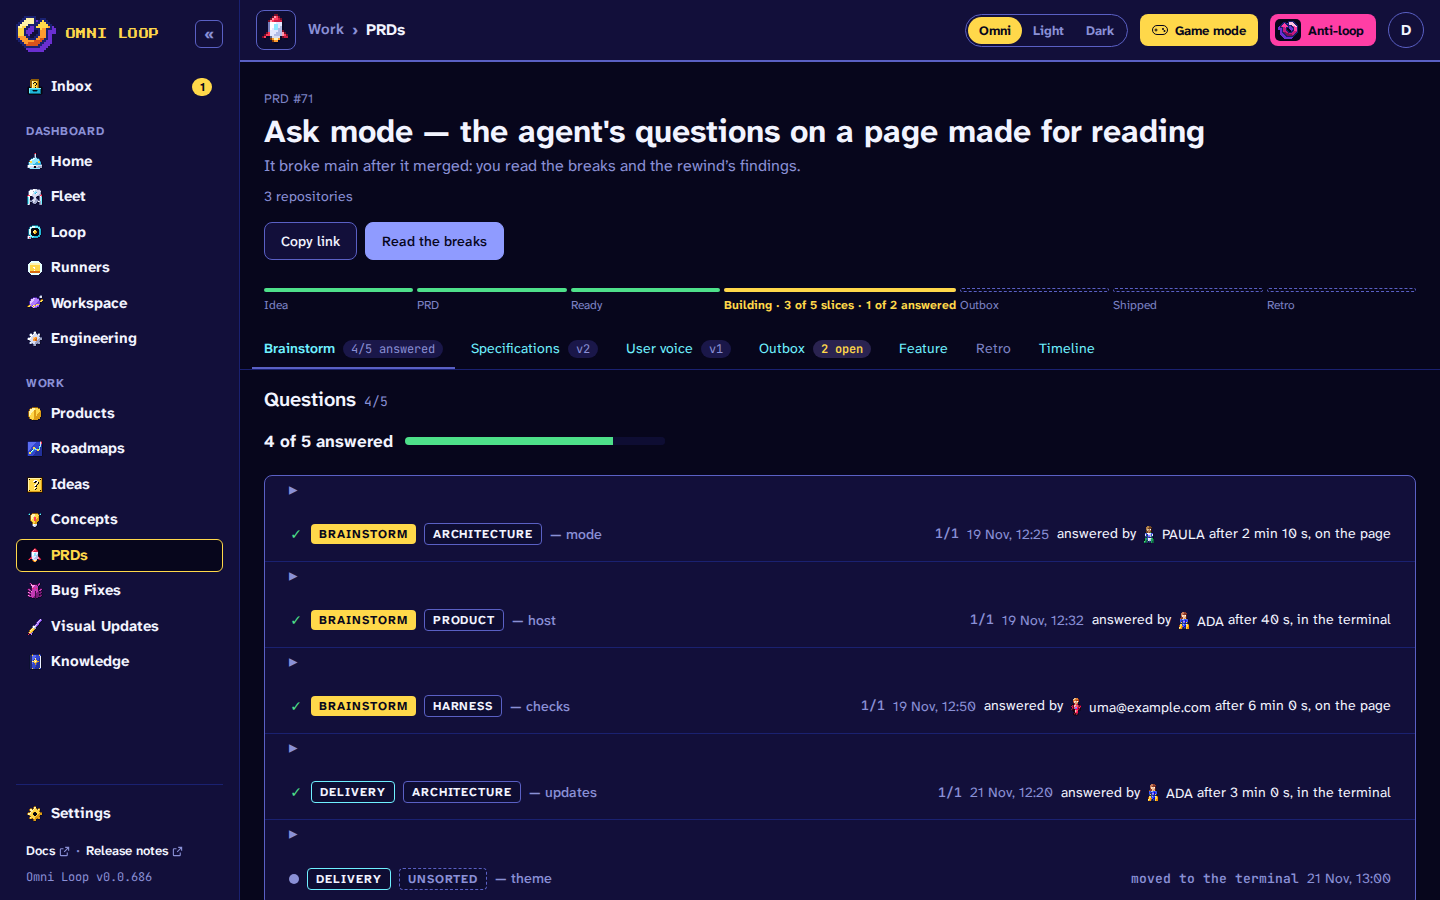 OMNI LOOP
«
Work › PRDs
Omni Light Dark
Game mode
Anti-loop
D
Inbox 1
DASHBOARD
Home
Fleet
Loop
Runners
Workspace
Engineering
WORK
Products
Roadmaps
Ideas
Concepts
PRDs
Bug Fixes
Visual Updates
Knowledge
Settings
Docs · Release notes
Omni Loop v0.0.686
PRD #71
Ask mode — the agent's questions on a page made for reading
It broke main after it merged: you read the breaks and the rewind's findings.
3 repositories
Copy link Read the breaks
Idea PRD Ready Building · 3 of 5 slices · 1 of 2 answered Outbox Shipped Retro
Brainstorm 4/5 answered Specifications v2 User voice v1 Outbox 2 open Feature Retro Timeline
Questions 4/5
4 of 5 answered
▶
✓ BRAINSTORM ARCHITECTURE — mode 1/1 19 Nov, 12:25 answered by PAULA after 2 min 10 s, on the page
▶
✓ BRAINSTORM PRODUCT — host 1/1 19 Nov, 12:32 answered by ADA after 40 s, in the terminal
▶
✓ BRAINSTORM HARNESS — checks 1/1 19 Nov, 12:50 answered by uma@example.com after 6 min 0 s, on the page
▶
✓ DELIVERY ARCHITECTURE — updates 1/1 21 Nov, 12:20 answered by ADA after 3 min 0 s, in the terminal
▶
DELIVERY UNSORTED — theme moved to the terminal 21 Nov, 13:00